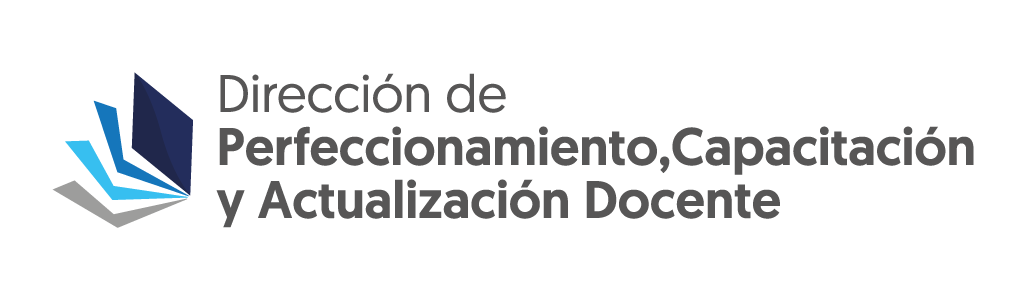 Dirección de
Perfeccionamiento,Capacitación
y Actualización Docente